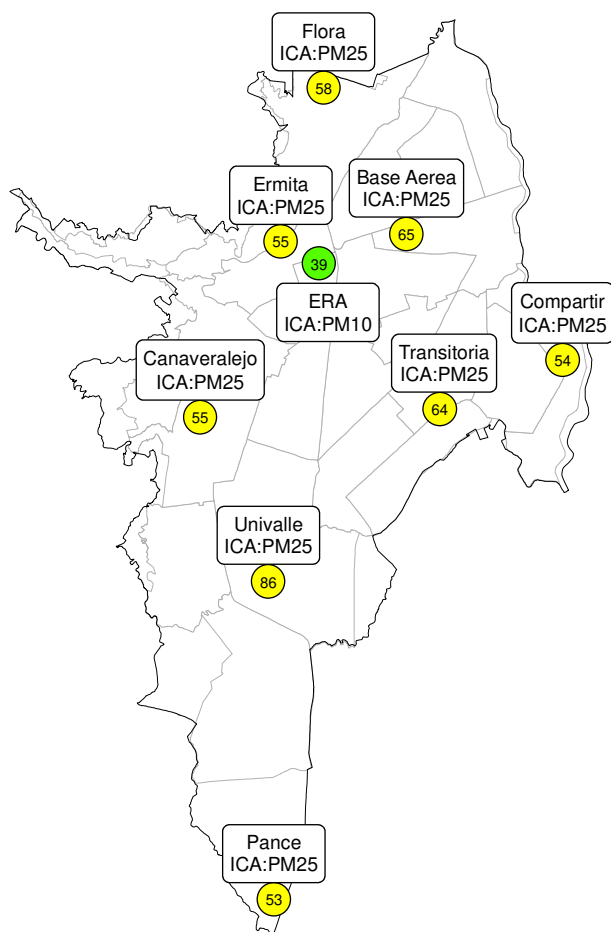 Flora
ICA:PM25
58
Ermita
ICA:PM25
55
Base Aerea
ICA:PM25
65
39
ERA
ICA:PM10
Compartir
ICA:PM25
54
Canaveralejo
ICA:PM25
55
Transitoria
ICA:PM25
64
Univalle
ICA:PM25
86
Pance
ICA:PM25
53